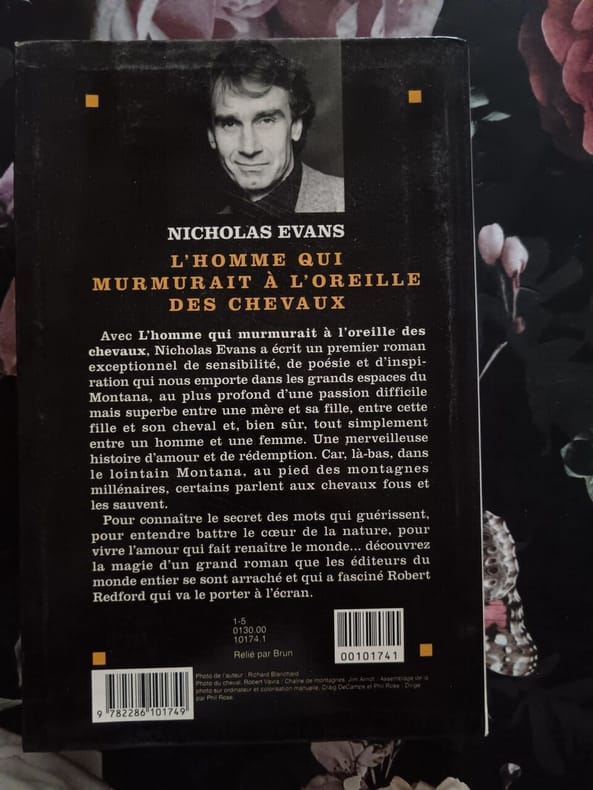 NICHOLAS EVANS
L'HOMME QUI
MURMURAIT À L'OREILLE
DES CHEVAUX
Avec L'homme qui murmurait à l'oreille des
chevaux, Nicholas Evans a écrit un premier roman
exceptionnel de sensibilité, de poésie et d'inspi-
ration qui nous emporte dans les grands espaces du
Montana, au plus profond d'une passion difficile
mais superbe entre une mère et sa fille, entre cette
fille et son cheval et, bien sûr, tout simplement
entre un homme et une femme. Une merveilleuse
histoire d'amour et de rédemption. Car, là-bas, dans
le lointain Montana, au pied des montagnes
millénaires, certains parlent aux chevaux fous et
les sauvent.
Pour connaître le secret des mots qui guérissent,
pour entendre battre le cœur de la nature, pour
vivre l'amour qui fait renaître le monde... découvrez
la magie d'un grand roman que les éditeurs du
monde entier se sont arraché et qui a fasciné Robert
Redford qui va le porter à l'écran.
1-5
0130.00
10174.1
Relié par Brun
00101741
Photo de l'auteur : Richard Blanchard
Photo du cheval: Robert Vavra / Chaîne de montagnes: Jim Arndt / Assemblage de la
photo sur ordinateur et colorisation manuelle: Craig DeCamps et Phil Rose / Dirigé
par Phil Rose.
9 782286 101749